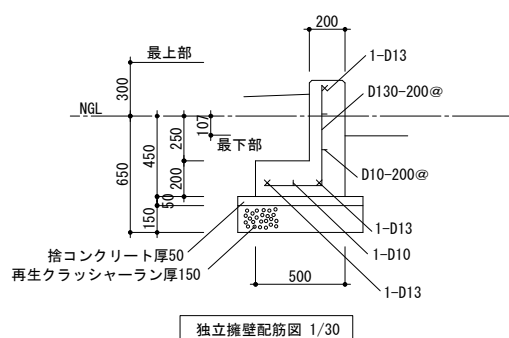 200
最上部
1-D13
300
NGL
D130-200@
107
250
450
最下部
650
D10-200@
200
50
150
1-D13
捨コンクリート厚50
1-D10
再生クラッシャーラン厚150
500
1-D13
独立擁壁配筋図 1/30